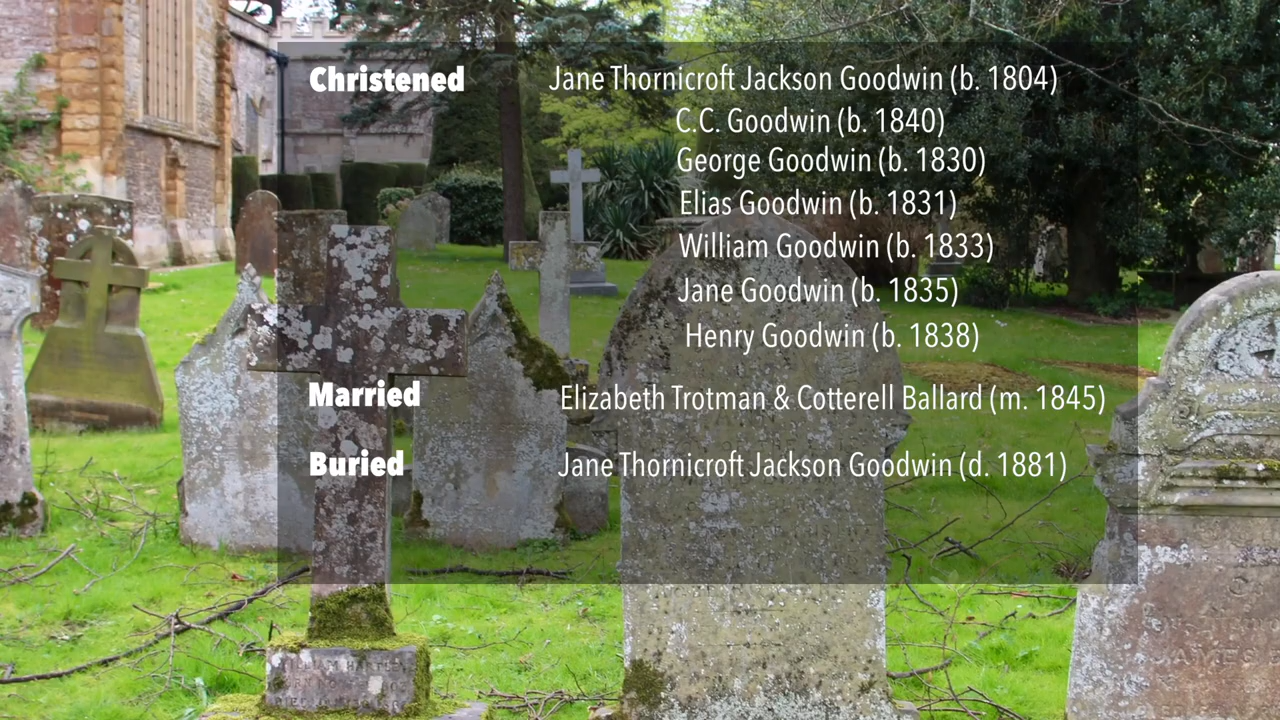 Christened Jane Thornicroft Jackson Goodwin (b. 1804)
C.C. Goodwin (b. 1840)
George Goodwin (b. 1830)
Elias Goodwin (b. 1831)
William Goodwin (b. 1833)
Jane Goodwin (b. 1835)
Henry Goodwin (b. 1838)
Married Elizabeth Trotman & Cotterell Ballard (m. 1845)
Buried Jane Thornicroft Jackson Goodwin (d. 1881)